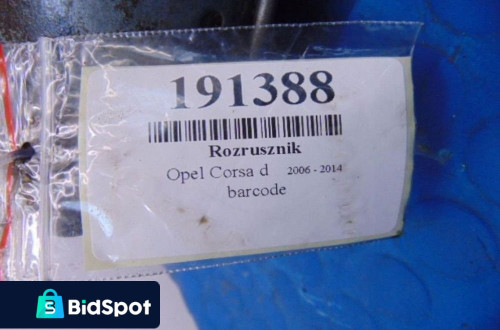 191388
Rozrusznik
Opel Corsa d 2006 - 2014
barcode
S
BidSpot